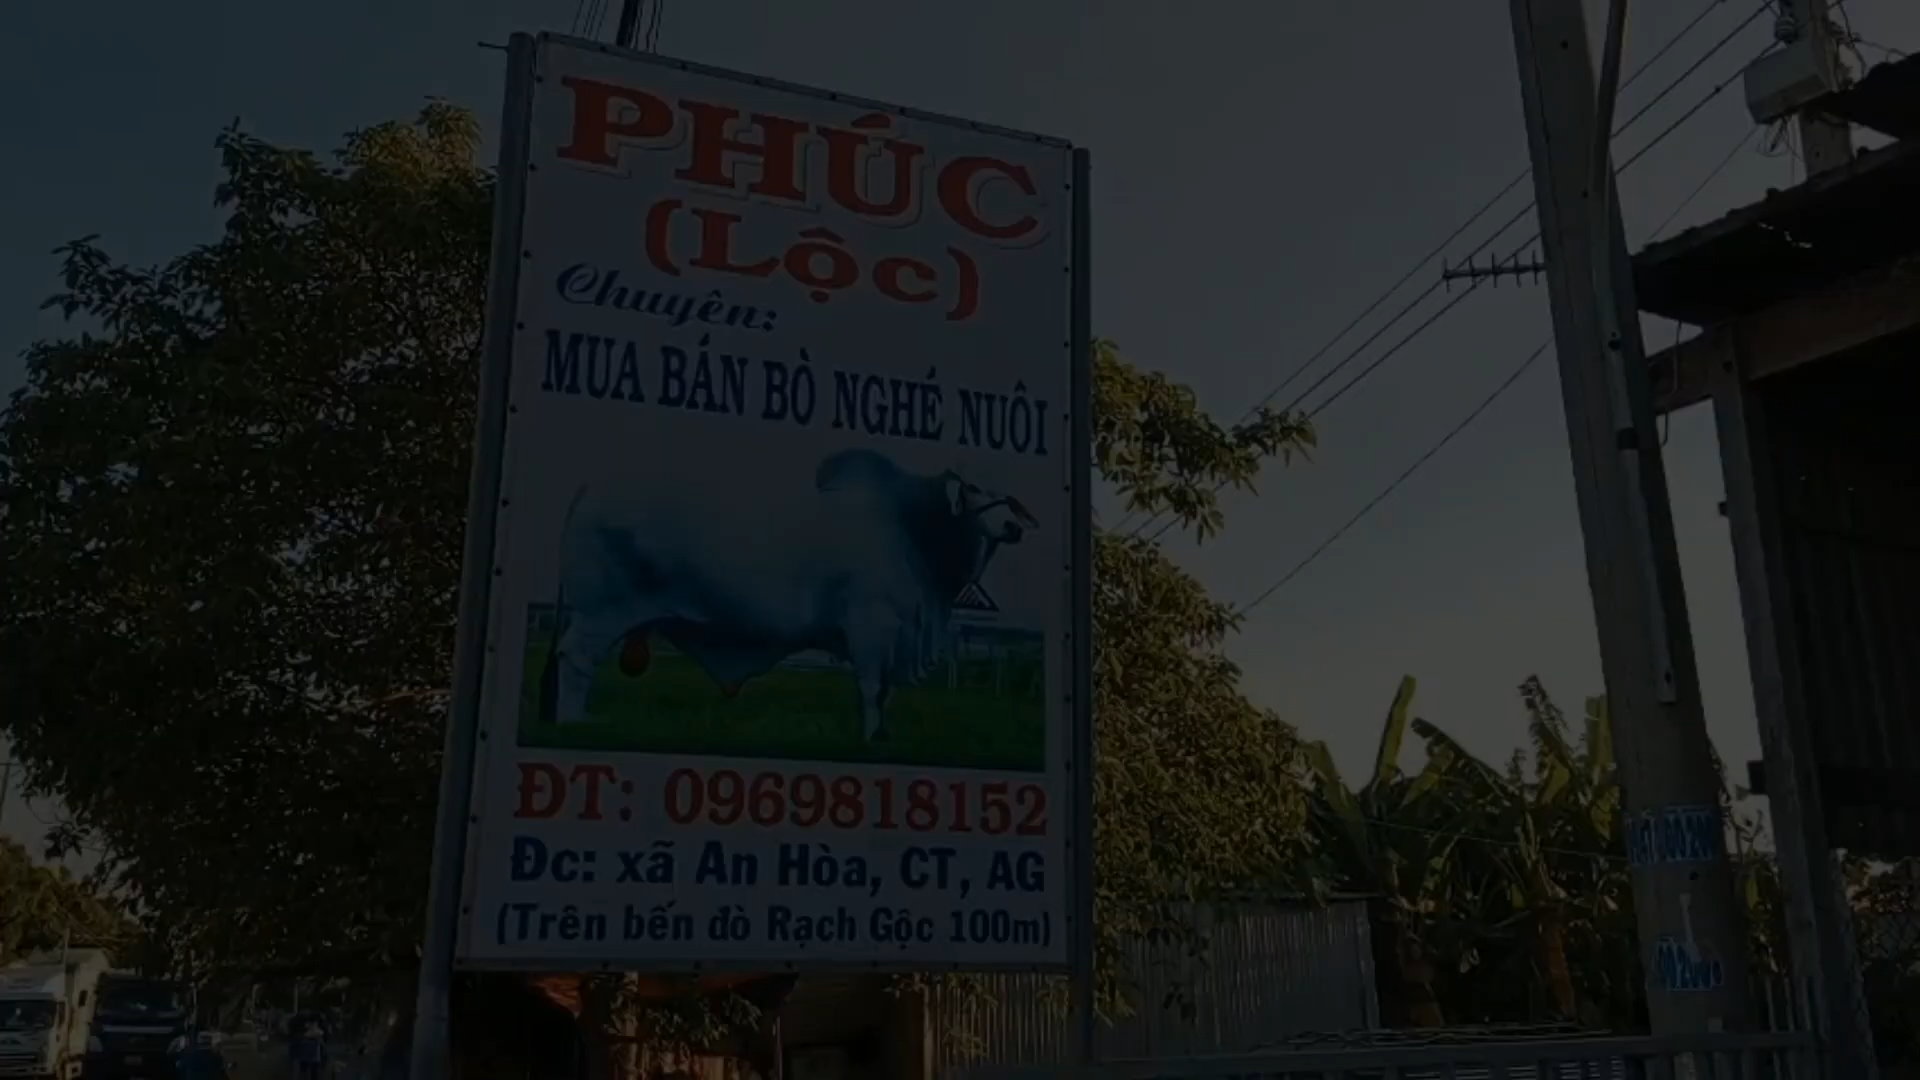 PHÚC
(Lộc)
Chuyên:
MUA BÁN BÒ NGHÉ NUÔI
ĐT: 0969818152
Đc: xã An Hòa, CT, AG
(Trên bến đò Rạch Gộc 100m)